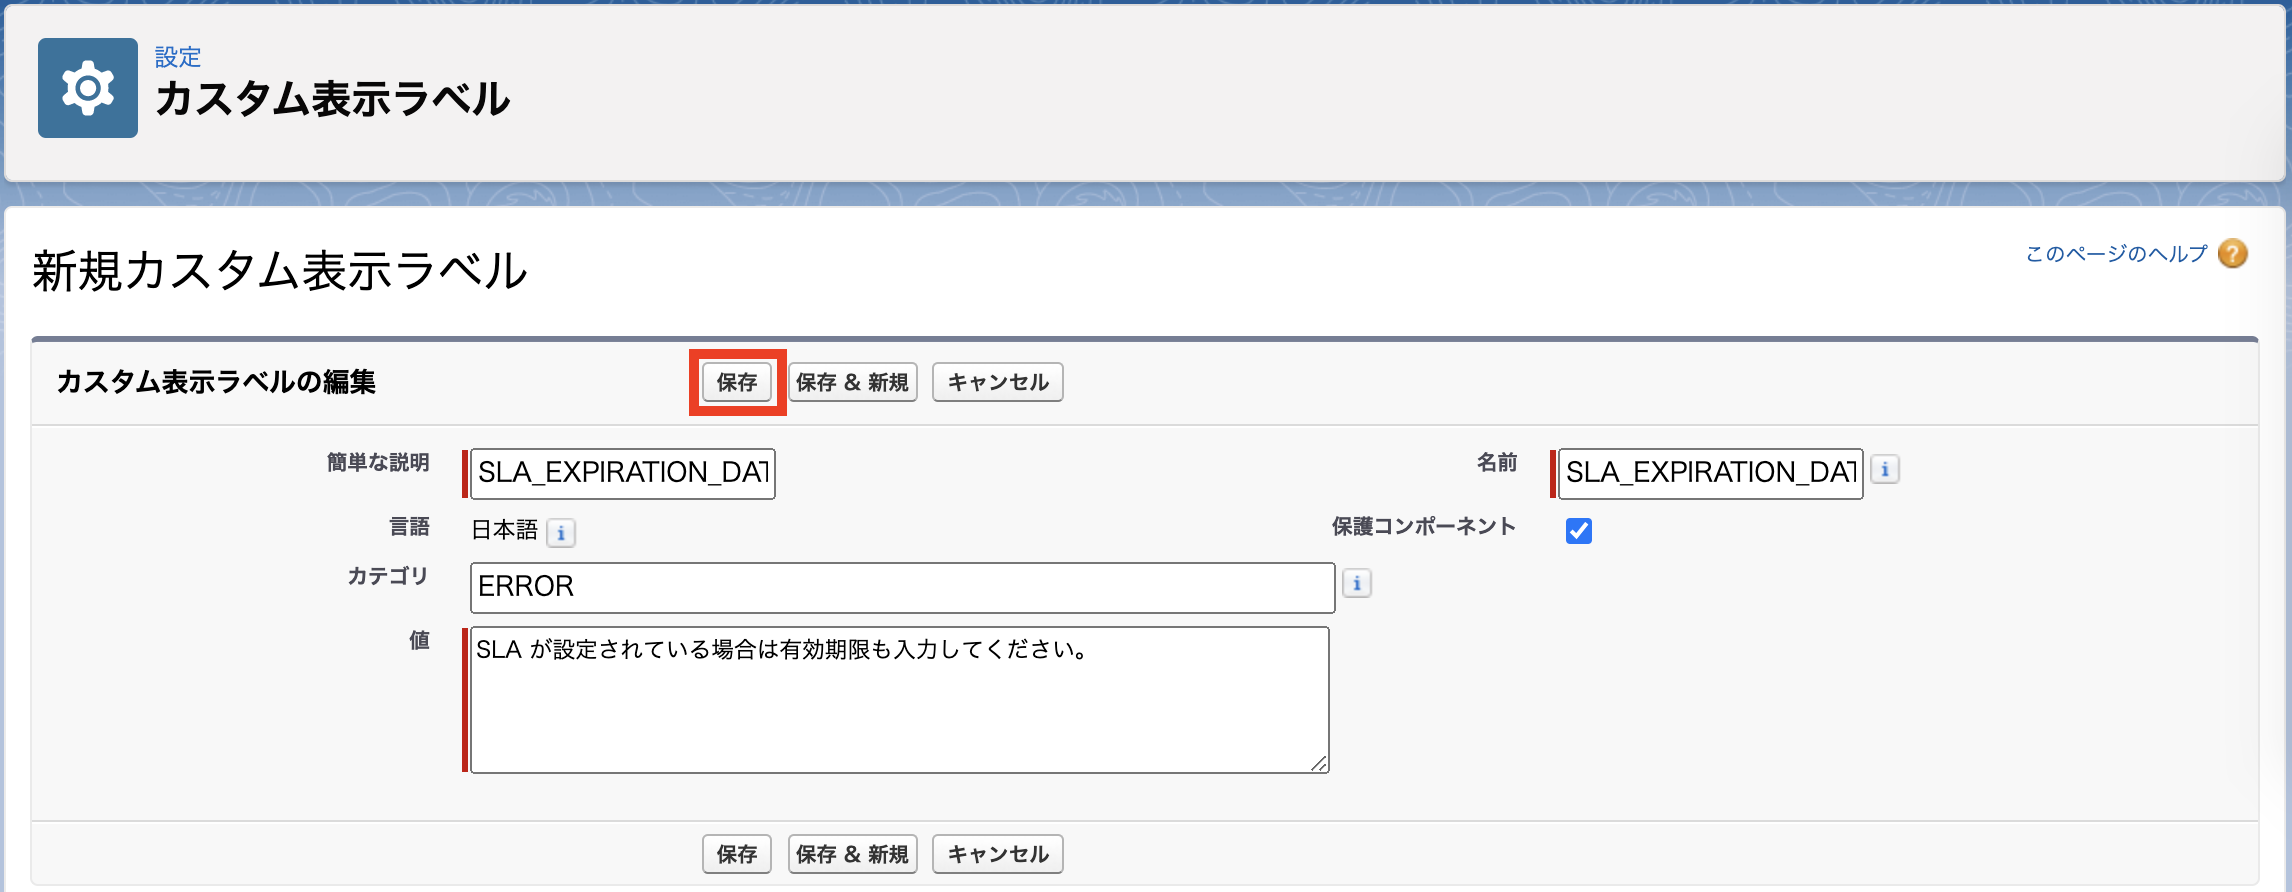 設定
カスタム表示ラベル
新規カスタム表示ラベル
このページのヘルプ ?
カスタム表示ラベルの編集 保存 保存 & 新規 キャンセル
簡単な説明 SLA_EXPIRATION_DAT 名前 SLA_EXPIRATION_DAT i
言語 日本語 i 保護コンポーネント
カテゴリ ERROR i
値 SLA が設定されている場合は有効期限も入力してください。
保存 保存 & 新規 キャンセル